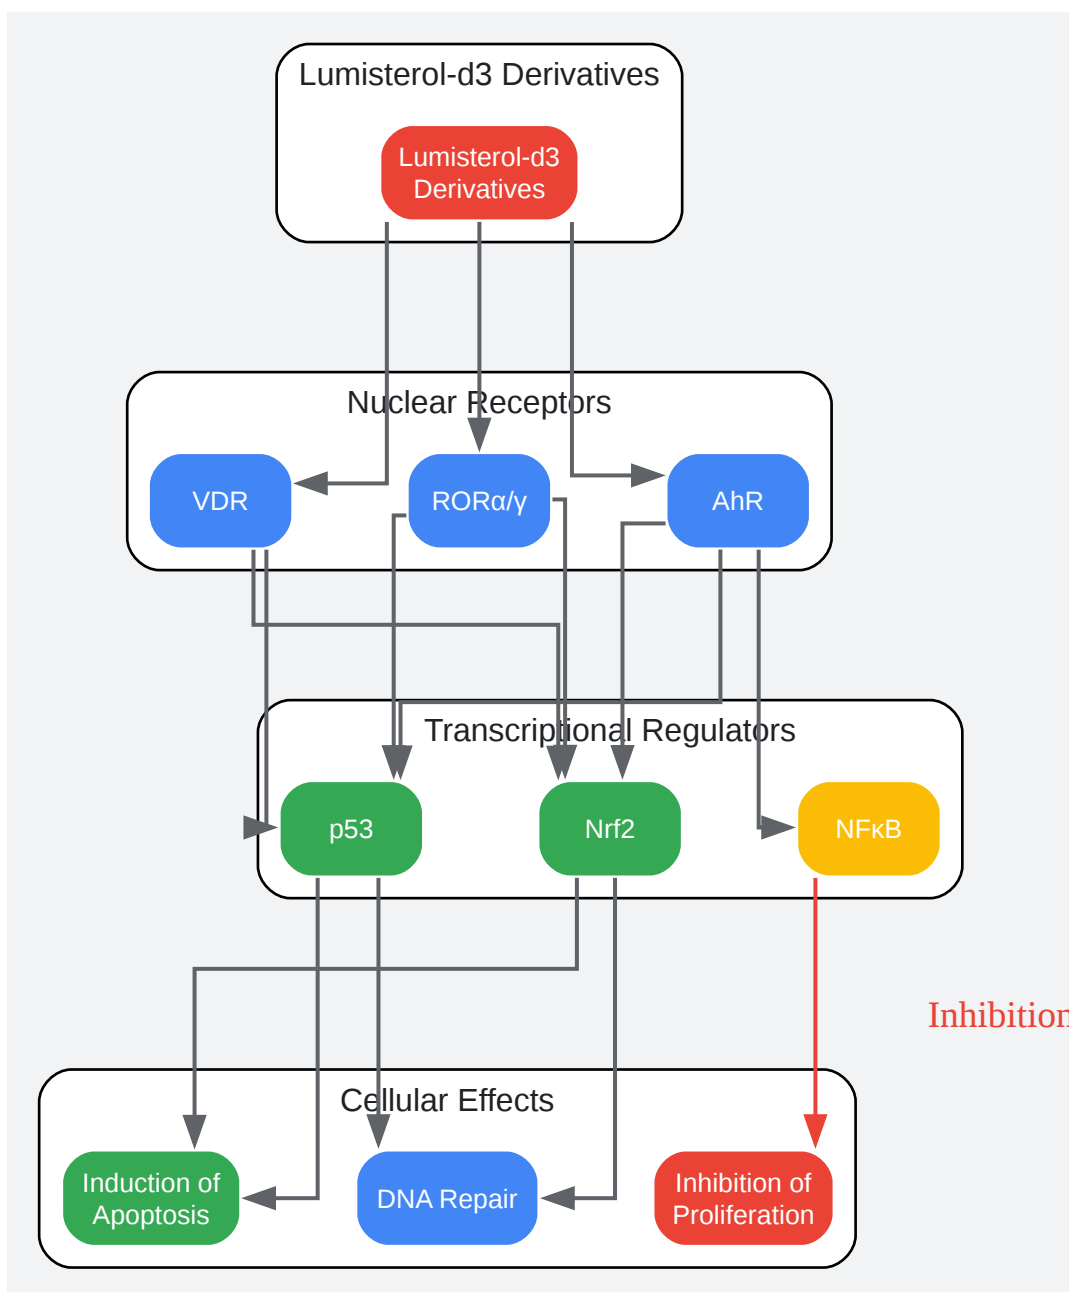 Lumisterol-d3 Derivatives
Lumisterol-d3
Derivatives
Nuclear Receptors
VDR
RORα/γ
AhR
Transcriptional Regulators
p53
Nrf2
NFκB
Inhibition
Cellular Effects
Induction of
Apoptosis
DNA Repair
Inhibition of
Proliferation